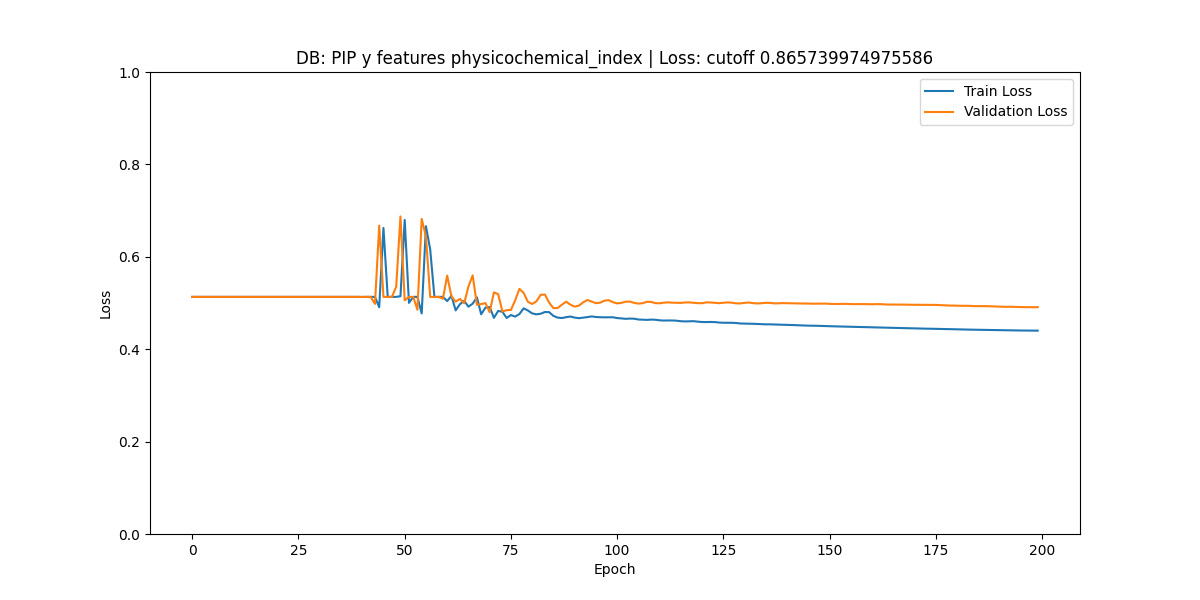 DB: PIP y features physicochemical_index | Loss: cutoff 0.865739974975586
Train Loss
Validation Loss
Loss
1.0
0.8
0.6
0.4
0.2
0.0
0 25 50 75 100 125 150 175 200
Epoch